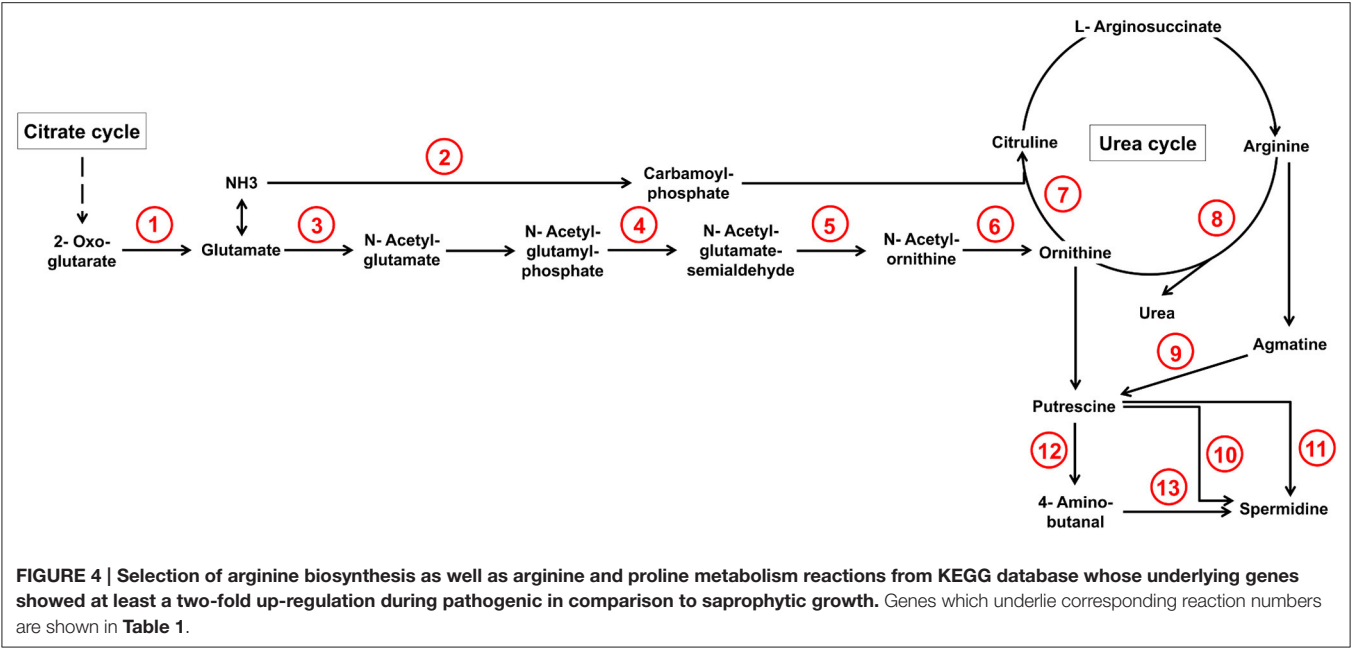 L- Arginosuccinate
Citrate cycle
Citruline
Urea cycle
Arginine
2
NH3
Carbamoyl-
phosphate
7
8
1
3
4
5
6
2- Oxo-
glutarate
Glutamate
N- Acetyl-
glutamate
N- Acetyl-
glutamyl-
phosphate
N- Acetyl-
glutamate-
semialdehyde
N- Acetyl-
ornithine
Ornithine
Urea
Agmatine
9
Putrescine
12
10
11
13
4- Amino-
butanal
Spermidine
FIGURE 4 | Selection of arginine biosynthesis as well as arginine and proline metabolism reactions from KEGG database whose underlying genes
showed at least a two-fold up-regulation during pathogenic in comparison to saprophytic growth. Genes which underlie corresponding reaction numbers
are shown in Table 1.